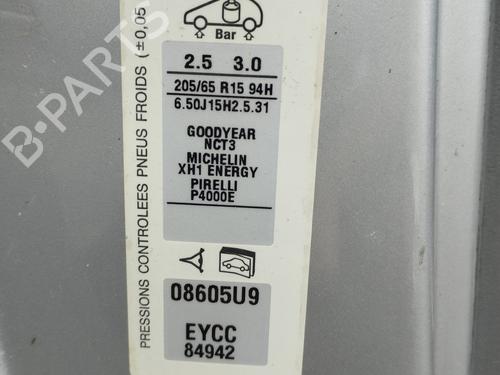 PRESSIONS CONTROLEES PNEUS FROIDS (±0,05
Bar
2.5 3.0
205/65 R15 94H
6.50J15H2.5.31
GOODYEAR
NCT3
MICHELIN
XH1 ENERGY
PIRELLI
P4000E
08605U9
EYCC
84942
B-PARTS